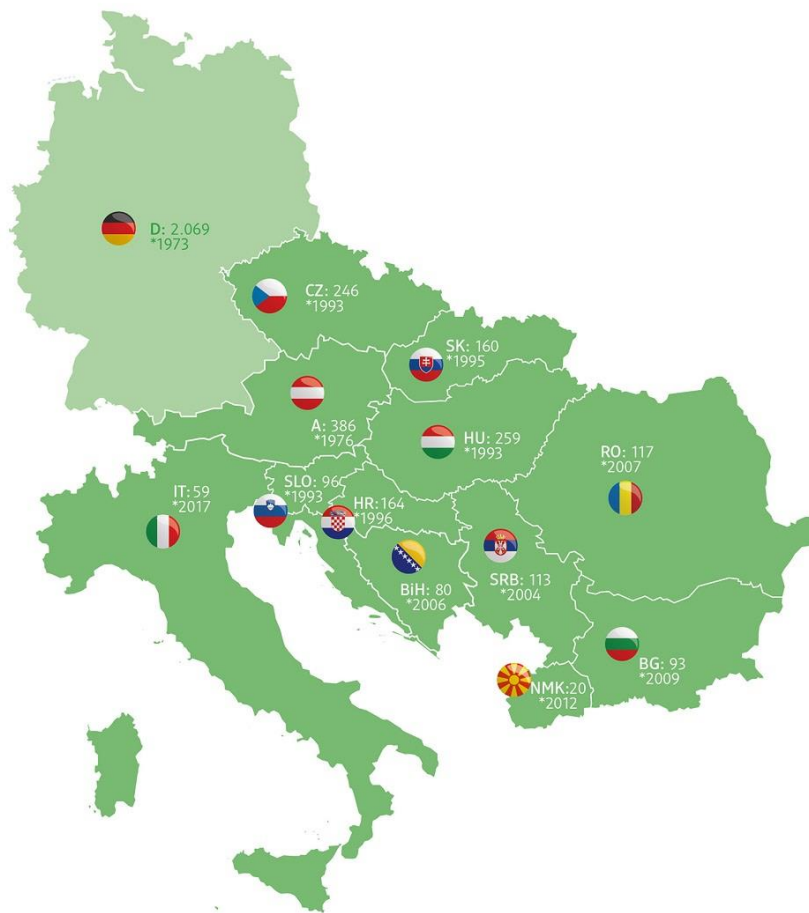 D: 2.069
*1973
CZ: 246
*1993
SK: 160
*1995
A: 386
*1976
HU: 259
*1993
RO: 117
*2007
SLO: 96
*1993
HR:164
*1996
IT:59
*2017
BiH: 80
*2006
SRB: 113
*2004
BG: 93
*2009
NMK:20
*2012